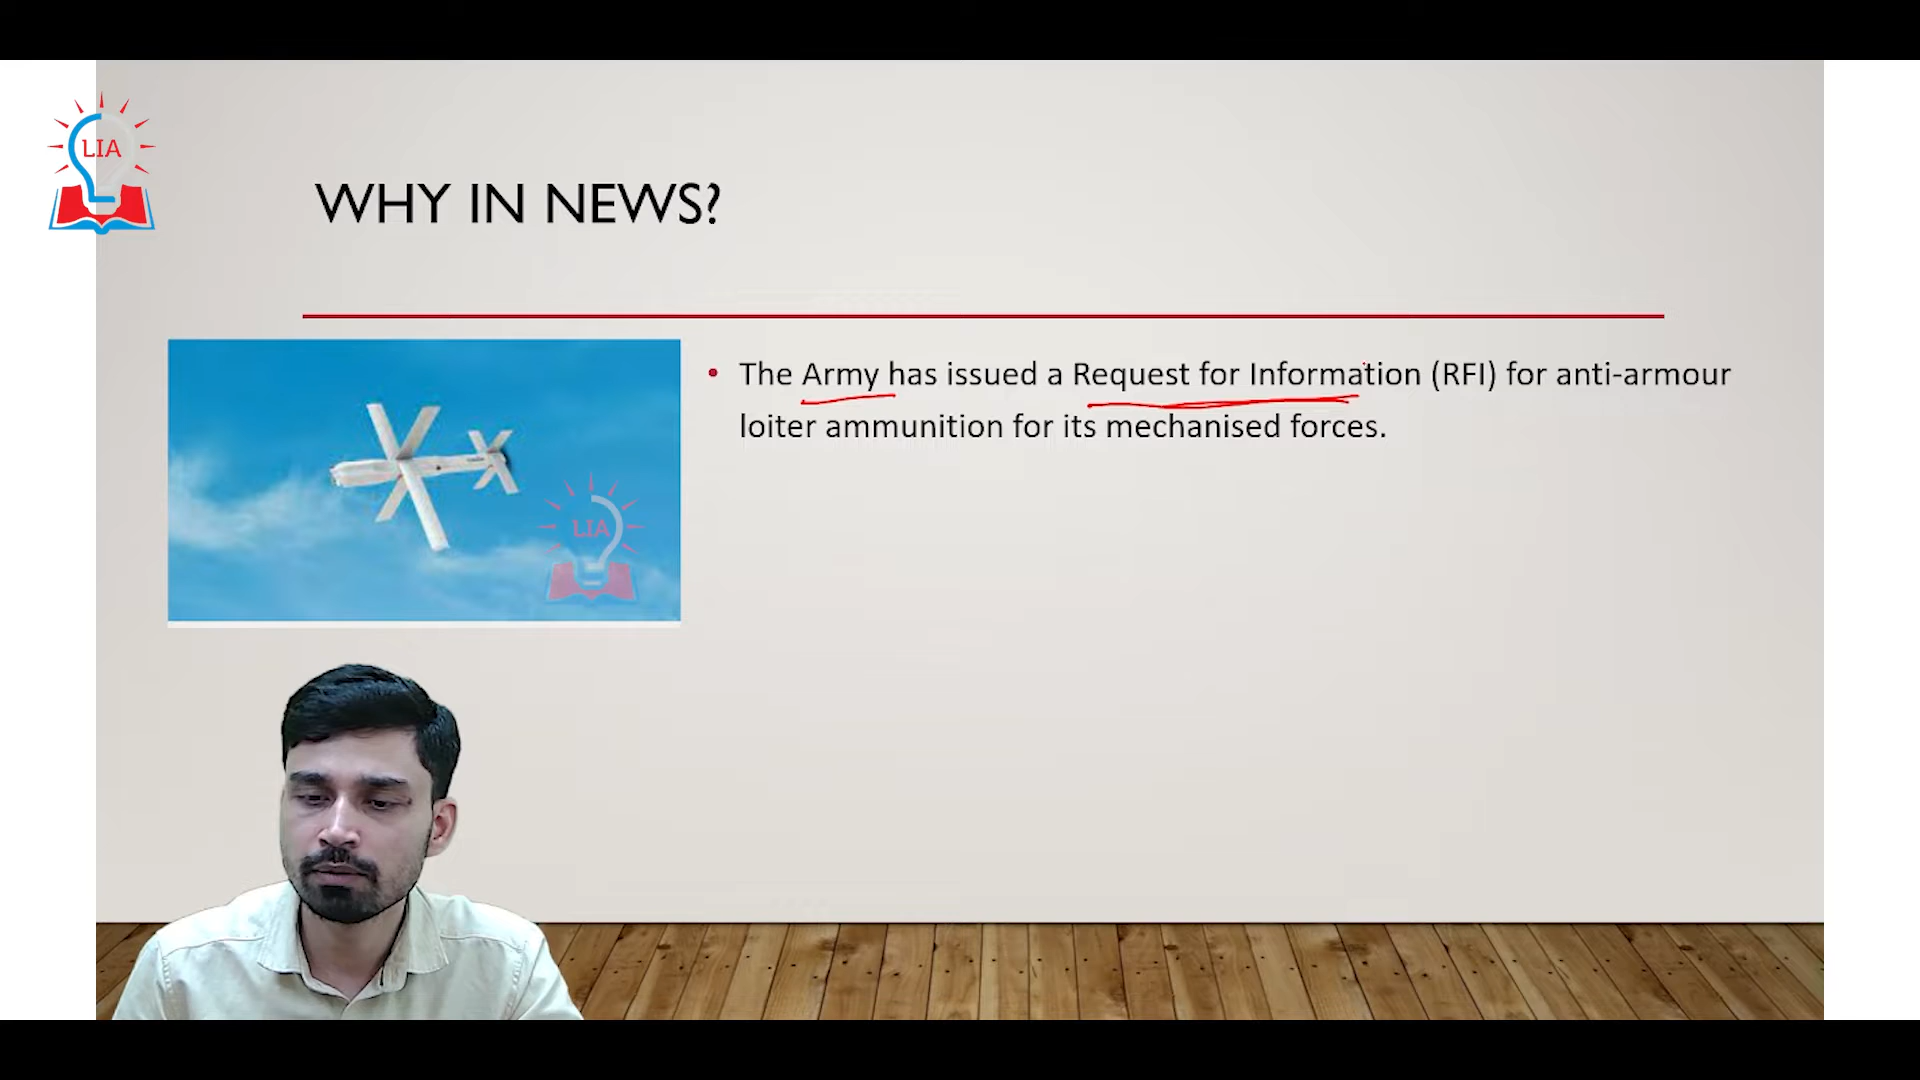 LIA
WHY IN NEWS?
• The Army has issued a Request for Information (RFI) for anti-armour
loiter ammunition for its mechanised forces.
LIA